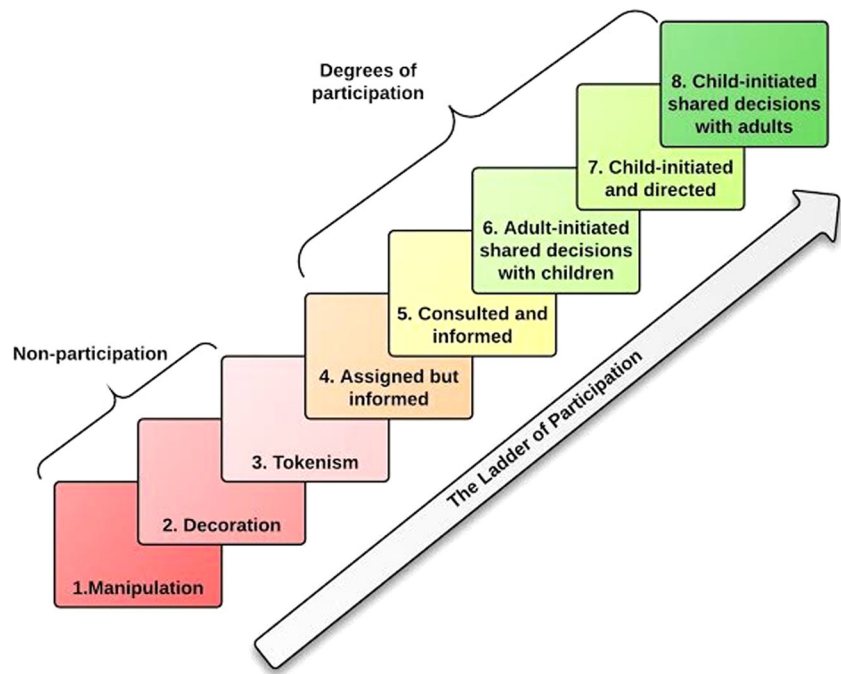 Degrees of
participation
8. Child-initiated
shared decisions
with adults
7. Child-initiated
and directed
6. Adult-initiated
shared decisions
with children
5. Consulted and
informed
Non-participation
4. Assigned but
informed
3. Tokenism
2. Decoration
1.Manipulation
The Ladder of Participation